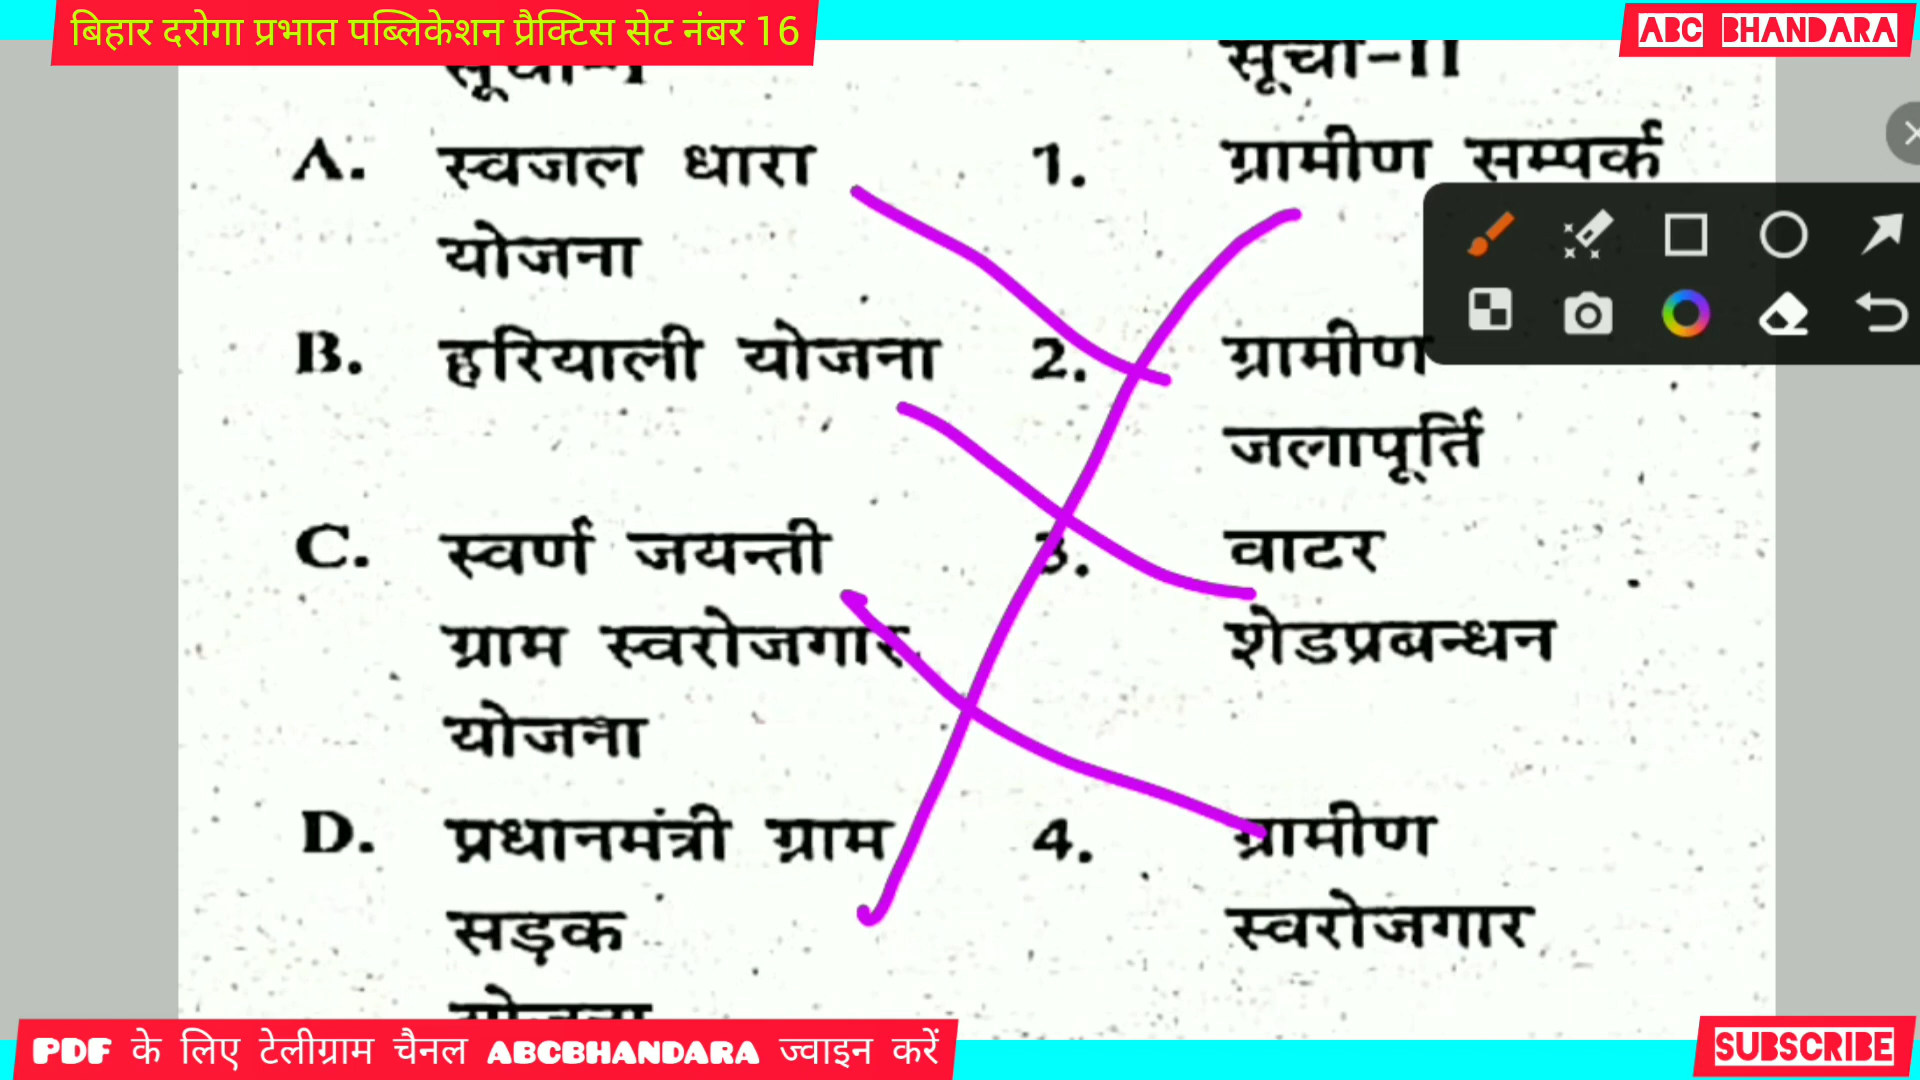 बिहार दरोगा प्रभात पब्लिकेशन प्रैक्टिस सेट नंबर 16
ABC BHANDARA
सूची-I सूची-II
A. स्वजल धारा 1. ग्रामीण सम्पर्क
योजना
B. हरियाली योजना 2. ग्रामीण
जलापूर्ति
C. स्वर्ण जयन्ती 3. वाटर
ग्राम स्वरोजगार शेडप्रबन्धन
योजना
D. प्रधानमंत्री ग्राम 4. ग्रामीण
सड़क स्वरोजगार
योजना
PDF के लिए टेलीग्राम चैनल ABCBHANDARA ज्वाइन करें
SUBSCRIBE